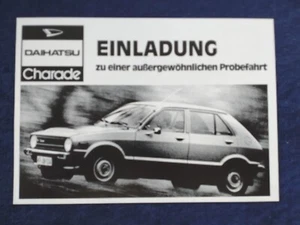 DAIHATSU
Charade
EINLADUNG
zu einer außergewöhnlichen Probefahrt